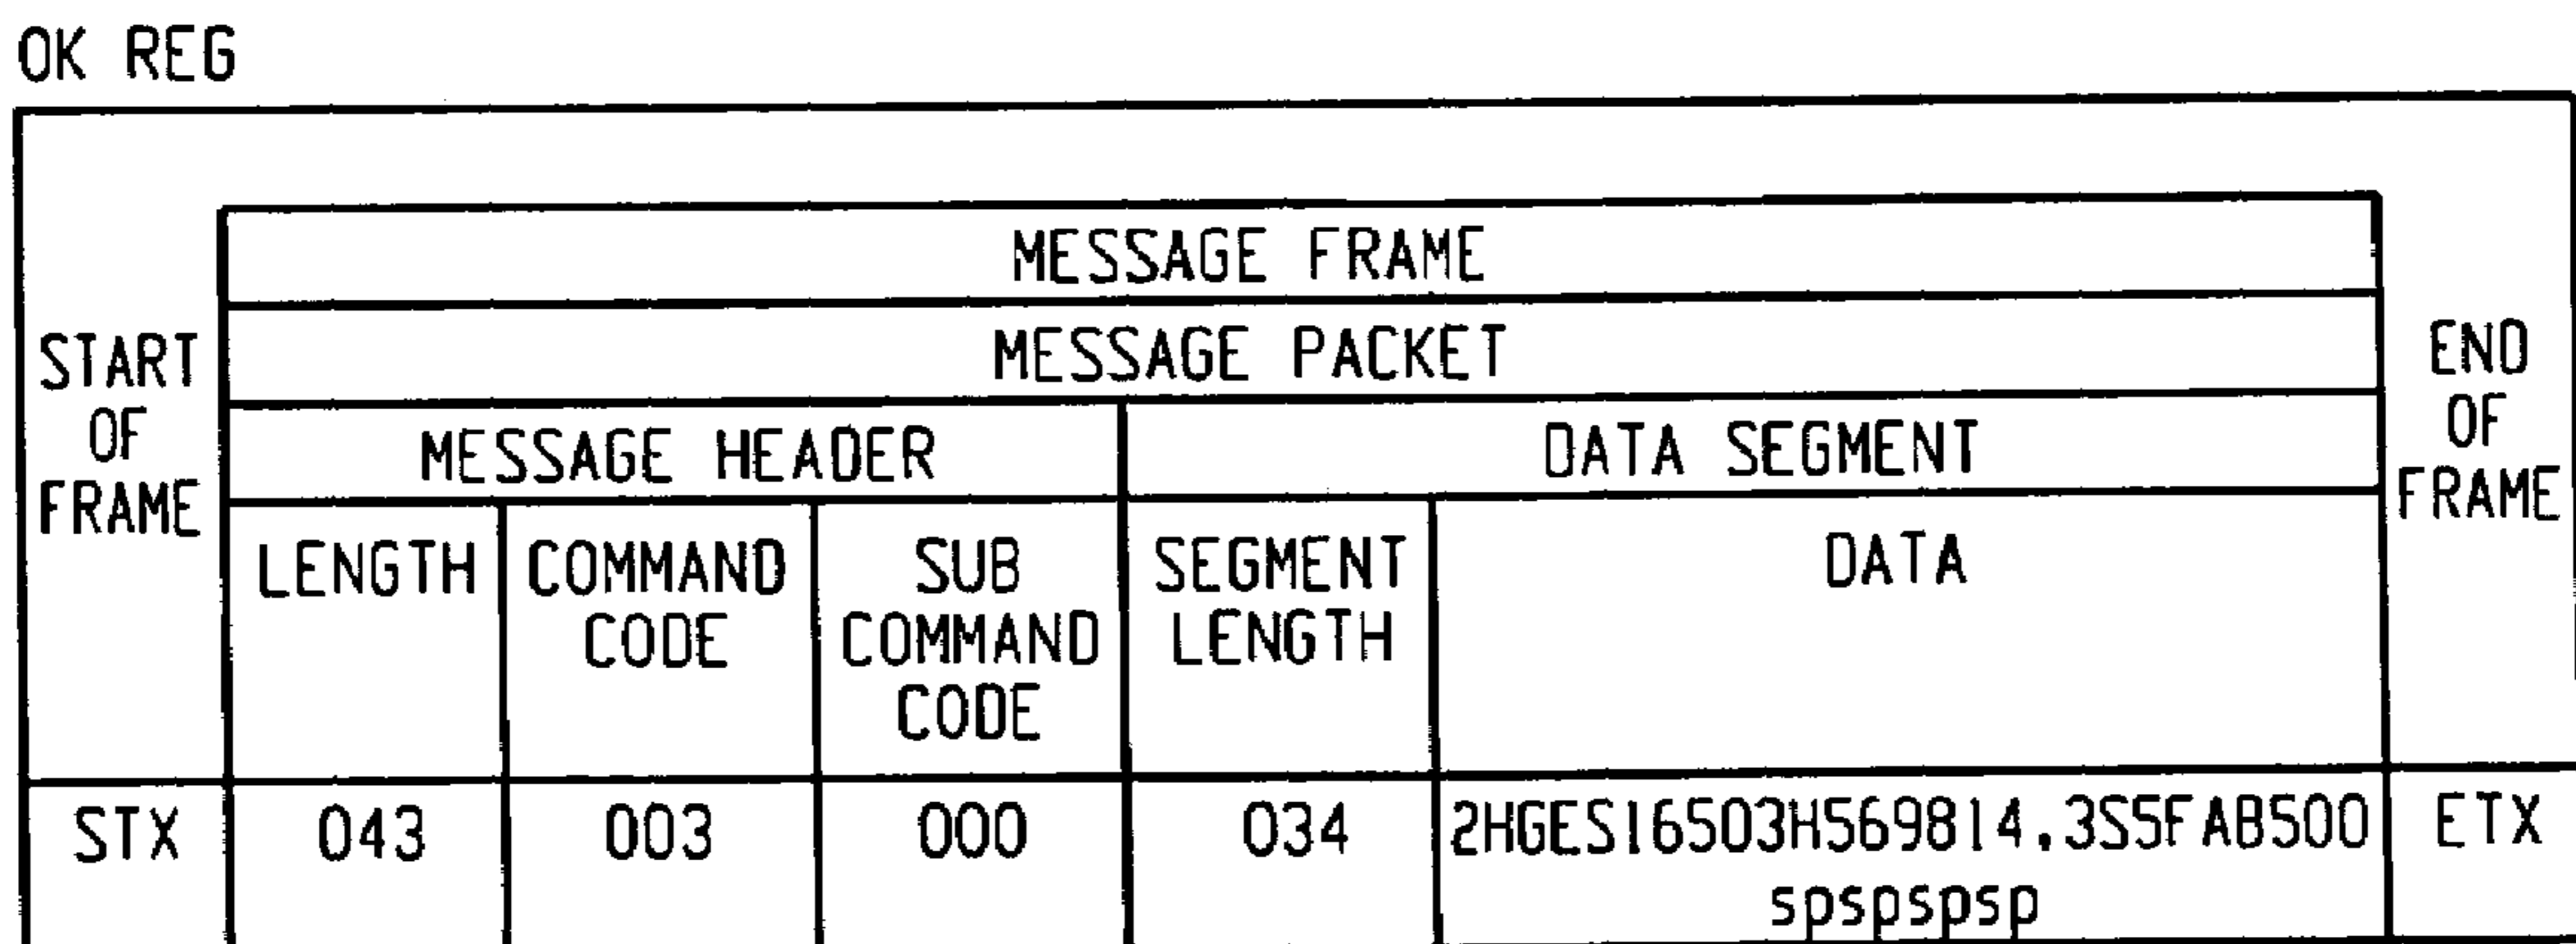 OK REG
MESSAGE FRAME
MESSAGE PACKET
START
OF
FRAME
END
OF
FRAME
MESSAGE HEADER
DATA SEGMENT
LENGTH
COMMAND
CODE
SUB
COMMAND
CODE
SEGMENT
LENGTH
DATA
STX
043
003
000
034
2HGES16503H569814.3S5FAB500
spspspsp
ETX